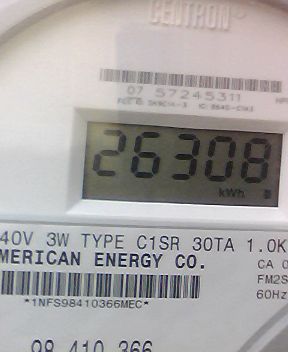 CENTRON
07 57245311
26308
kWh
40V 3W TYPE C1SR 30TA 1.0K
MERICAN ENERGY CO.
CA 0
FM2S
60Hz
*1NFS98410366MEC*
98 410 366